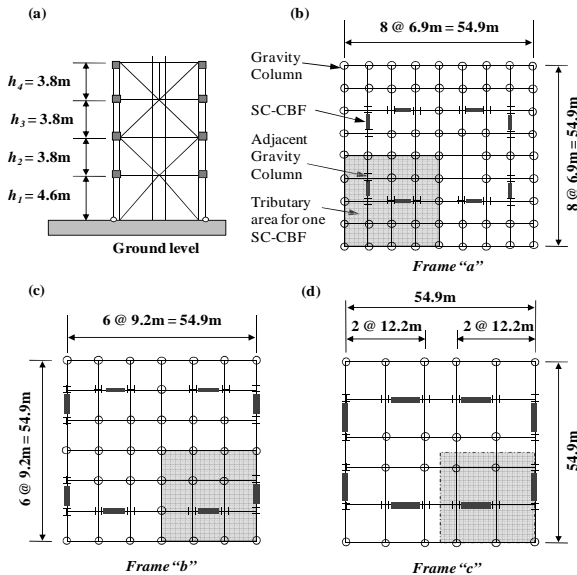 (a)
h4 = 3.8m
h3 = 3.8m
h2 = 3.8m
h1 = 4.6m
Ground level
(b)
8 @ 6.9m = 54.9m
Gravity
Column
SC-CBF
Adjacent
Gravity
Column
Tributary
area for one
SC-CBF
8 @ 6.9m = 54.9m
Frame “a”
(c)
6 @ 9.2m = 54.9m
6 @ 9.2m = 54.9m
Frame “b”
(d)
54.9m
2 @ 12.2m
2 @ 12.2m
54.9m
Frame “c”